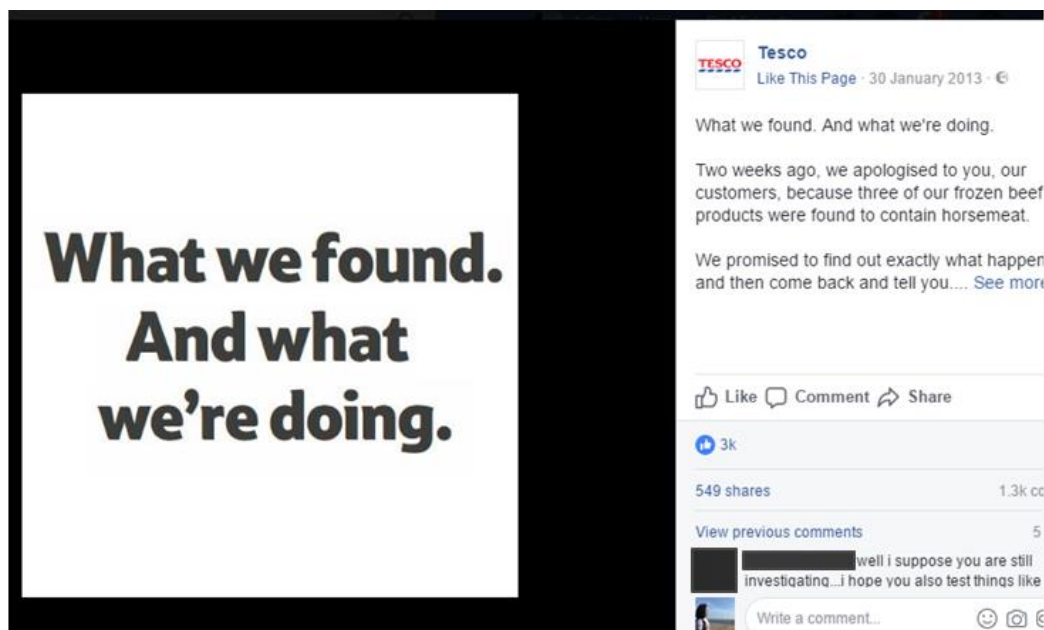 What we found.
And what
we're doing.
TESCO
Tesco
Like This Page · 30 January 2013 ·
What we found. And what we're doing.
Two weeks ago, we apologised to you, our
customers, because three of our frozen beef
products were found to contain horsemeat.
We promised to find out exactly what happen
and then come back and tell you.... See more
Like Comment Share
3k
549 shares 1.3k co
View previous comments 5
well i suppose you are still
investigating...i hope you also test things like
Write a comment...